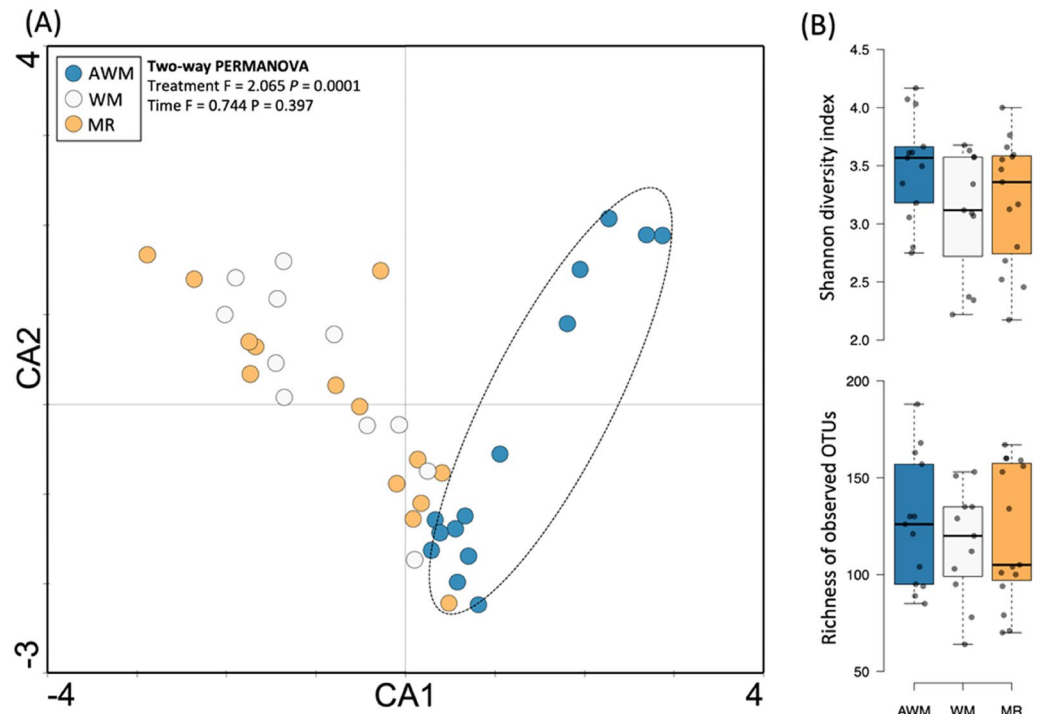 (A)
4
AWM
WM
MR
Two-way PERMANOVA
Treatment F = 2.065 P = 0.0001
Time F = 0.744 P = 0.397
CA2
-3
-4
CA1
4
(B)
4.5
4.0
3.5
3.0
2.5
2.0
Shannon diversity index
200
150
100
50
Richness of observed OTUs
AWM WM MR